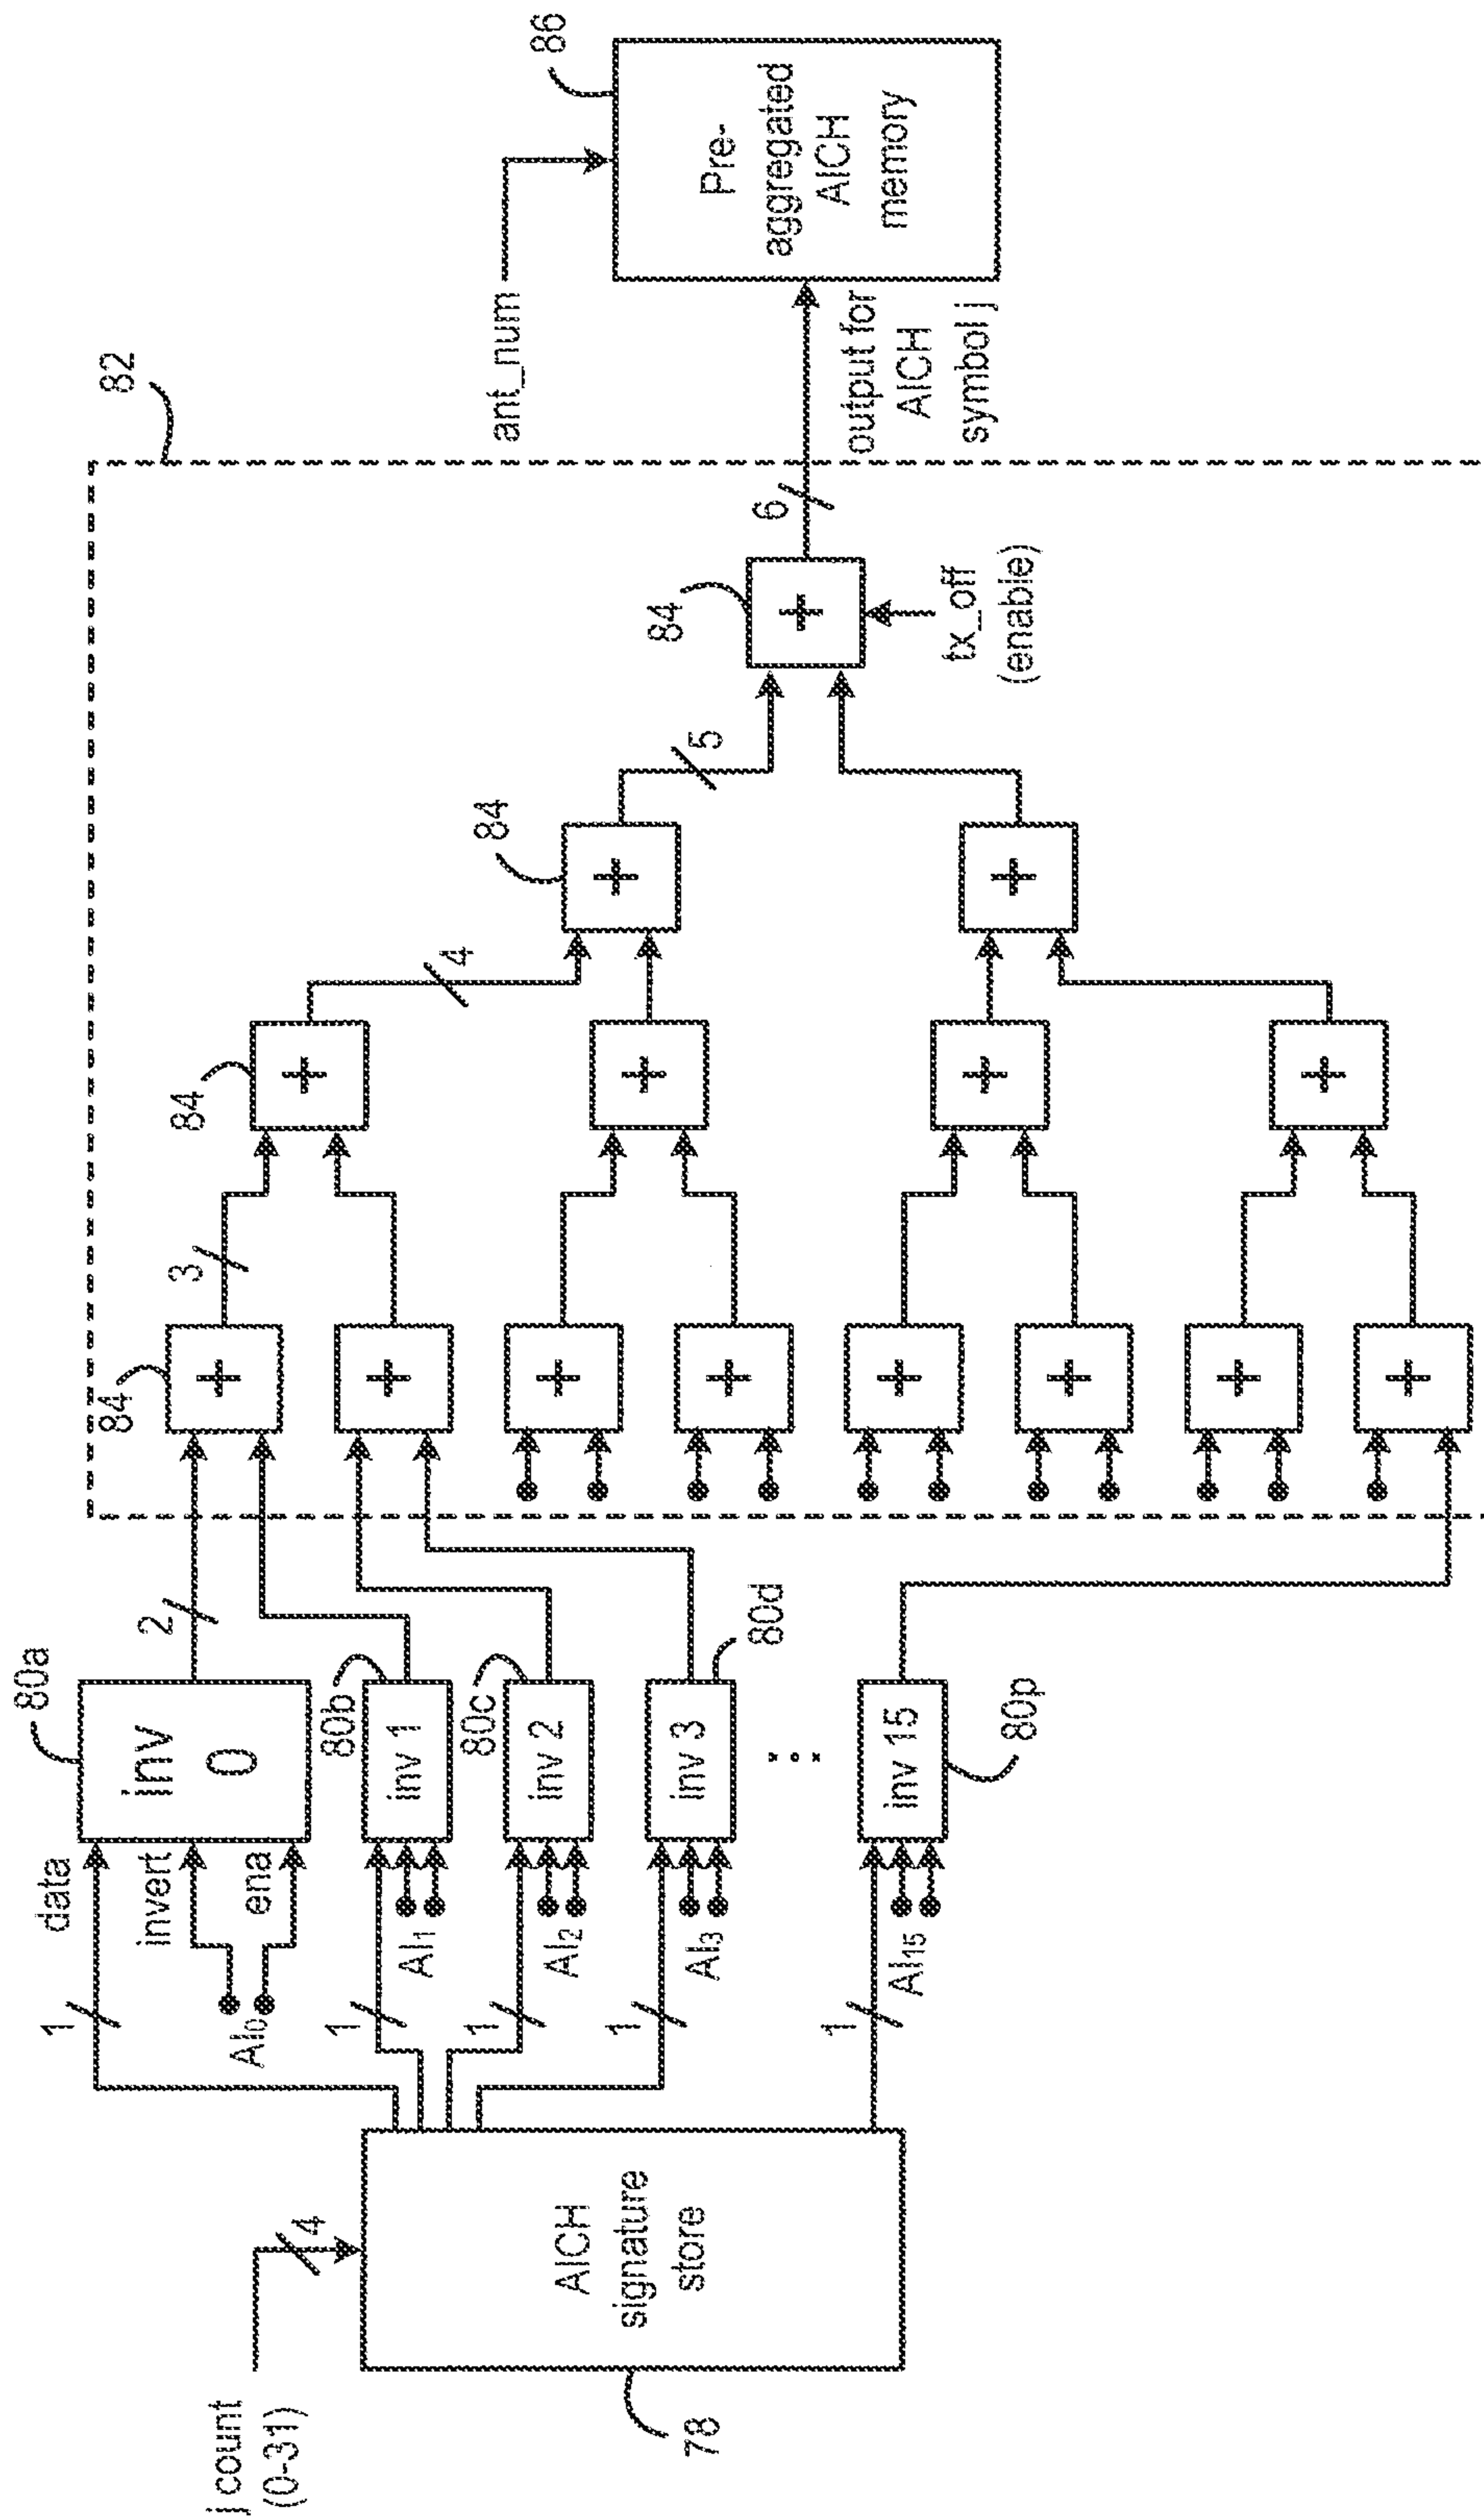 j count
(0-31)
4
78
AICH
signature
store
1
data
invert
ena
AI0
inv
0
80a
2
1
AI1
inv 1
80b
1
AI2
inv 2
80c
1
AI3
inv 3
80d
1
AI15
inv 15
80p
82
84
+
+
+
+
+
+
+
+
3
84
+
+
+
+
4
84
+
+
5
84
+
tx_off
(enable)
6
output for
AICH
symbol j
ant_num
86
Pre-
aggregated
AICH
memory